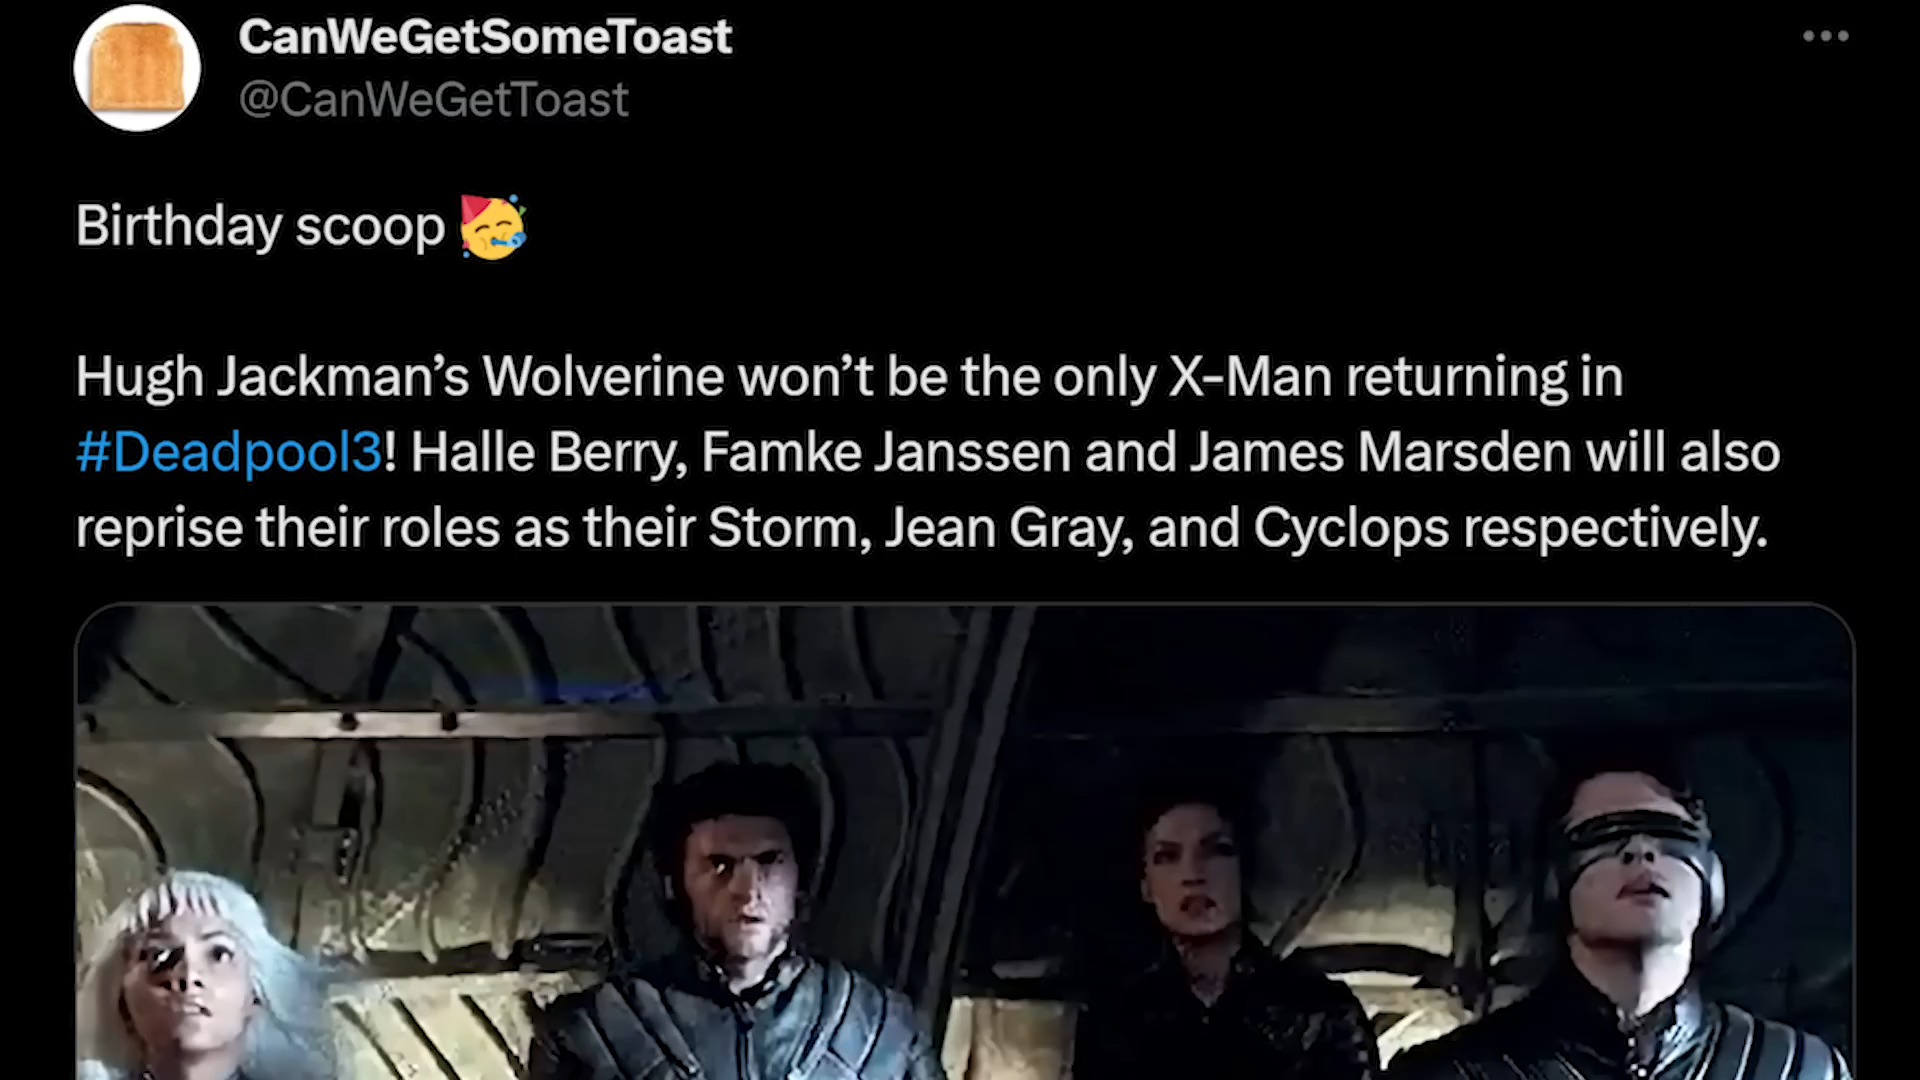 CanWeGetSomeToast
@CanWeGetToast
Birthday scoop 🥳
Hugh Jackman’s Wolverine won’t be the only X-Man returning in
#Deadpool3! Halle Berry, Famke Janssen and James Marsden will also
reprise their roles as their Storm, Jean Gray, and Cyclops respectively.